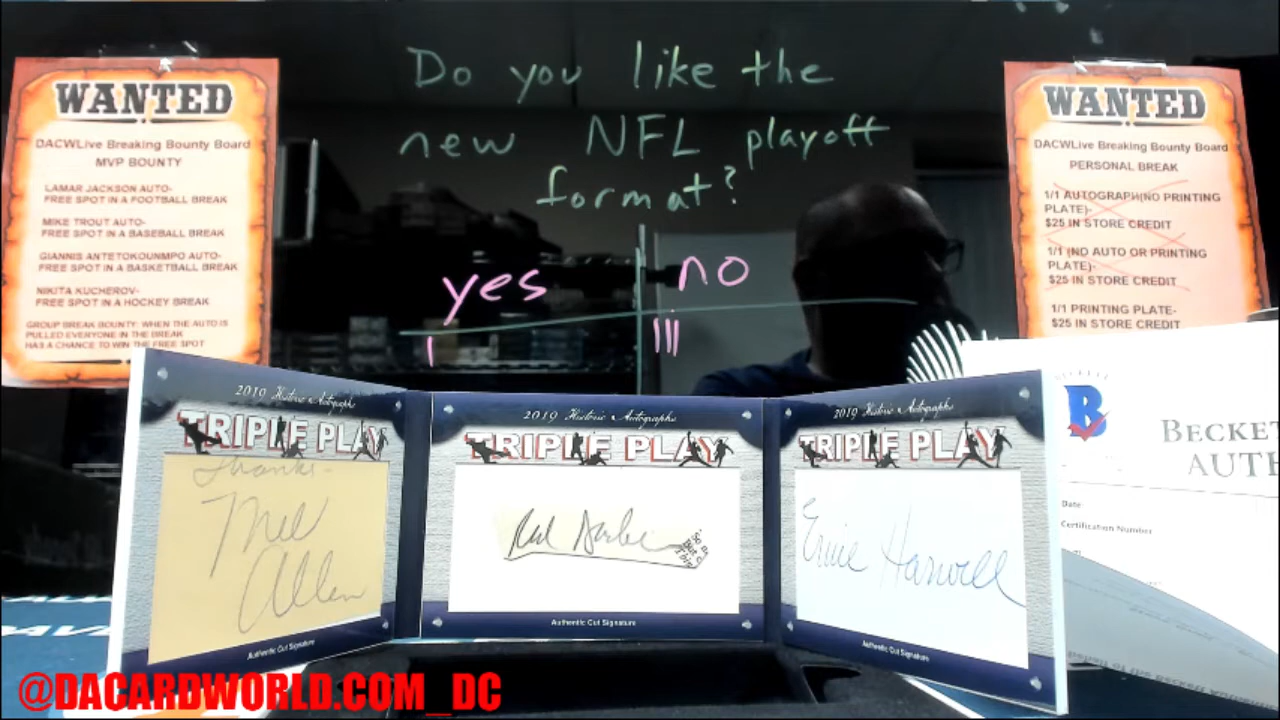 Do you like the
new NFL playoff
format?
yes
no
I
III
WANTED
DACWLive Breaking Bounty Board
MVP BOUNTY
LAMAR JACKSON AUTO-
FREE SPOT IN A FOOTBALL BREAK
MIKE TROUT AUTO-
FREE SPOT IN A BASEBALL BREAK
GIANNIS ANTETOKOUNMPO AUTO-
FREE SPOT IN A BASKETBALL BREAK
NIKITA KUCHEROV-
FREE SPOT IN A HOCKEY BREAK
GROUP BREAK BOUNTY: WHEN THE AUTO IS
PULLED EVERYONE IN THE BREAK
HAS A CHANCE TO WIN THE FREE SPOT
WANTED
DACWLive Breaking Bounty Board
PERSONAL BREAK
1/1 AUTOGRAPH(NO PRINTING
PLATE)-
$25 IN STORE CREDIT
1/1 (NO AUTO OR PRINTING
PLATE)-
$25 IN STORE CREDIT
1/1 PRINTING PLATE-
$25 IN STORE CREDIT
2019 Historic Autographs
TRIPLE PLAY
Thanks-
Mel
Allen
Authentic Cut Signature
2019 Historic Autographs
TRIPLE PLAY
Red Barber
Authentic Cut Signature
2019 Historic Autographs
TRIPLE PLAY
Ernie Harwell
Authentic Cut Signature
BECKETT
B
BECKET
AUTE
Date
Certification Number
@DACARDWORLD.COM_DC